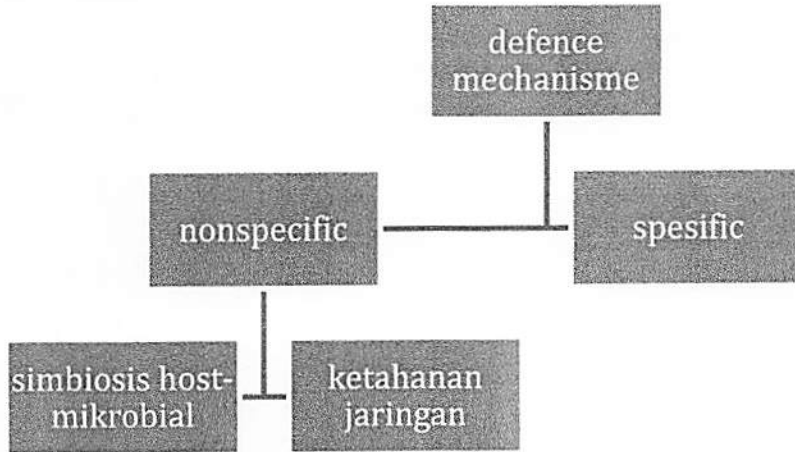 defence
mechanisme
nonspecific
spesific
simbiosis host-
mikrobial
ketahanan
jaringan